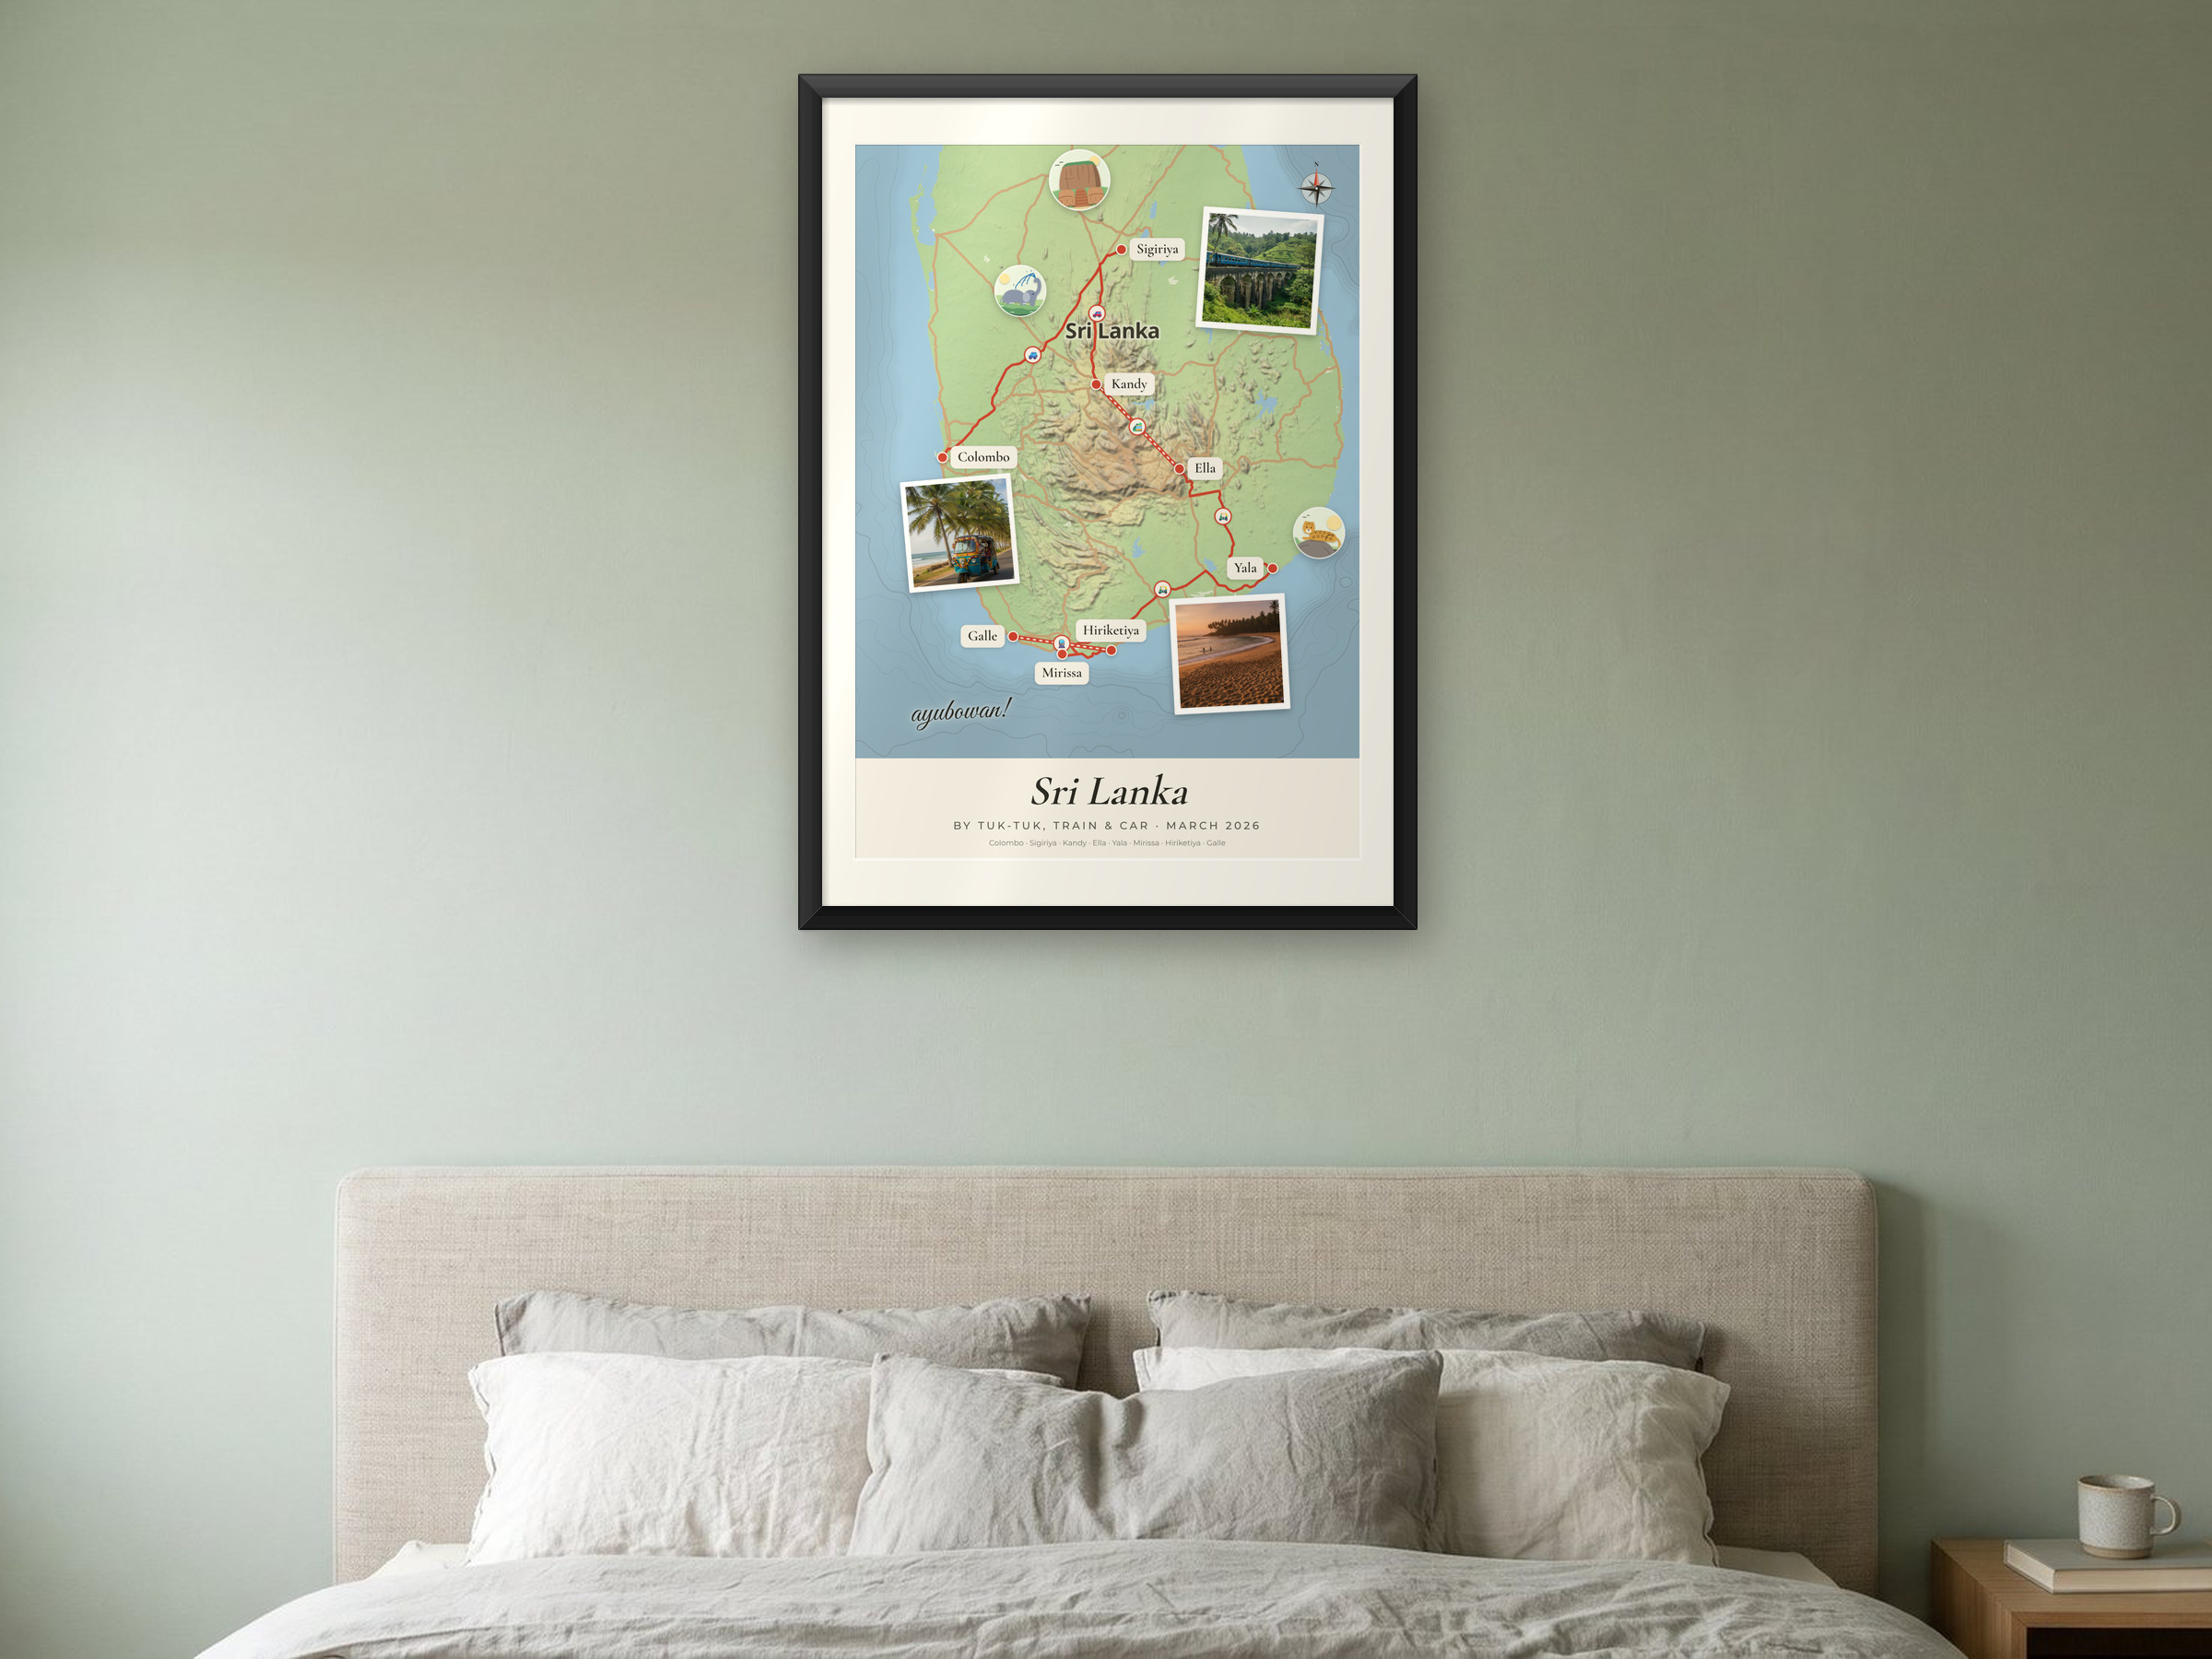 N
Sigiriya
Sri Lanka
Kandy
Colombo
Ella
Yala
Hiriketiya
Galle
Mirissa
ayubowan!
Sri Lanka
BY TUK-TUK, TRAIN & CAR · MARCH 2026
Colombo · Sigiriya · Kandy · Ella · Yala · Mirissa · Hiriketiya · Galle